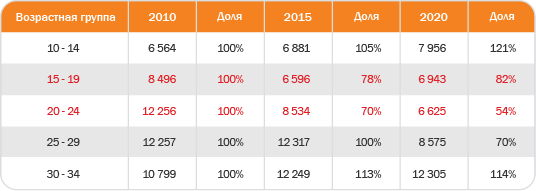 Возрастная группа 2010 Доля 2015 Доля 2020 Доля
10 - 14 6 564 100% 6 881 105% 7 956 121%
15 - 19 8 496 100% 6 596 78% 6 943 82%
20 - 24 12 256 100% 8 534 70% 6 625 54%
25 - 29 12 257 100% 12 317 100% 8 575 70%
30 - 34 10 799 100% 12 249 113% 12 305 114%